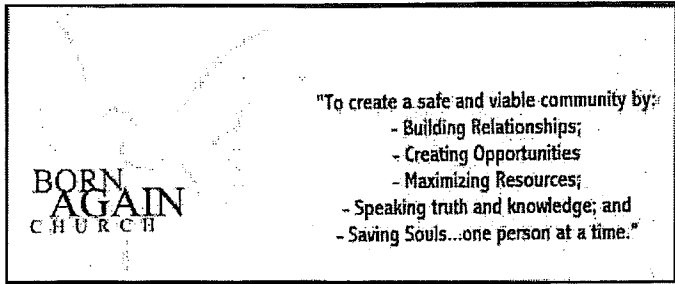 BORN
AGAIN
CHURCH
"To create a safe and viable community by:
- Building Relationships;
- Creating Opportunities
- Maximizing Resources;
- Speaking truth and knowledge; and
- Saving Souls...one person at a time."